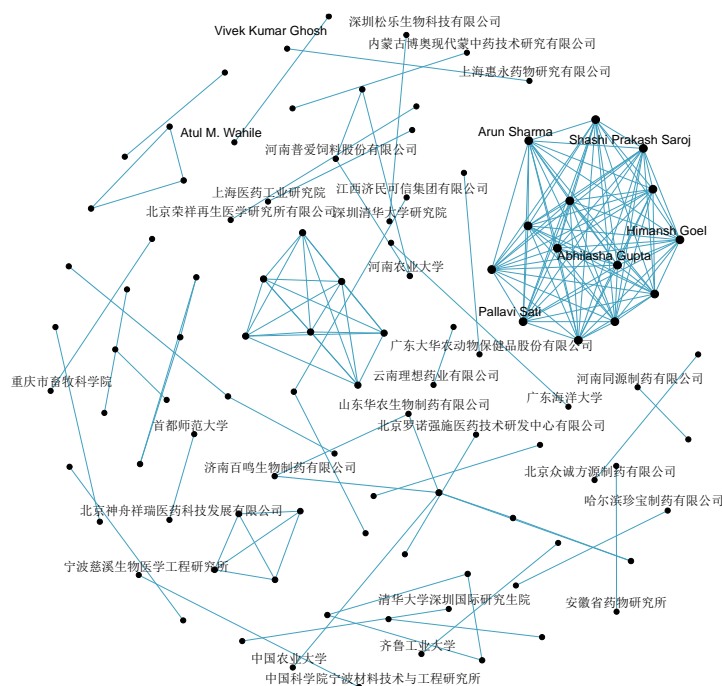 深圳松乐生物科技有限公司
Vivek Kumar Ghosh
内蒙古博奥现代蒙中药技术研究有限公司
上海惠永药物研究有限公司
Atul M. Wahile
Arun Sharma
Shashi Prakash Saroj
河南普爱饲料股份有限公司
上海医药工业研究院
江西济民可信集团有限公司
北京荣祥再生医学研究所有限公司
深圳清华大学研究院
Himansh Goel
Abhilasha Gupta
河南农业大学
Pallavi Sati
广东大华农动物保健品股份有限公司
云南理想药业有限公司
重庆市畜牧科学院
河南同源制药有限公司
广东海洋大学
山东华农生物制药有限公司
首都师范大学
北京罗诺强施医药技术研发中心有限公司
济南百鸣生物制药有限公司
北京众诚方源制药有限公司
哈尔滨珍宝制药有限公司
北京神舟祥瑞医药科技发展有限公司
宁波慈溪生物医学工程研究所
清华大学深圳国际研究生院
安徽省药物研究所
齐鲁工业大学
中国农业大学
中国科学院宁波材料技术与工程研究所